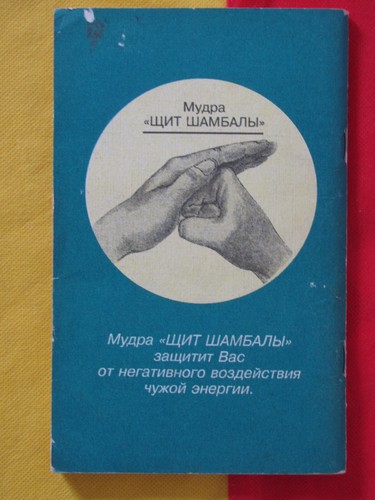 Мудра
«ЩИТ ШАМБАЛЫ»
Мудра «ЩИТ ШАМБАЛЫ»
защитит Вас
от негативного воздействия
чужой энергии.